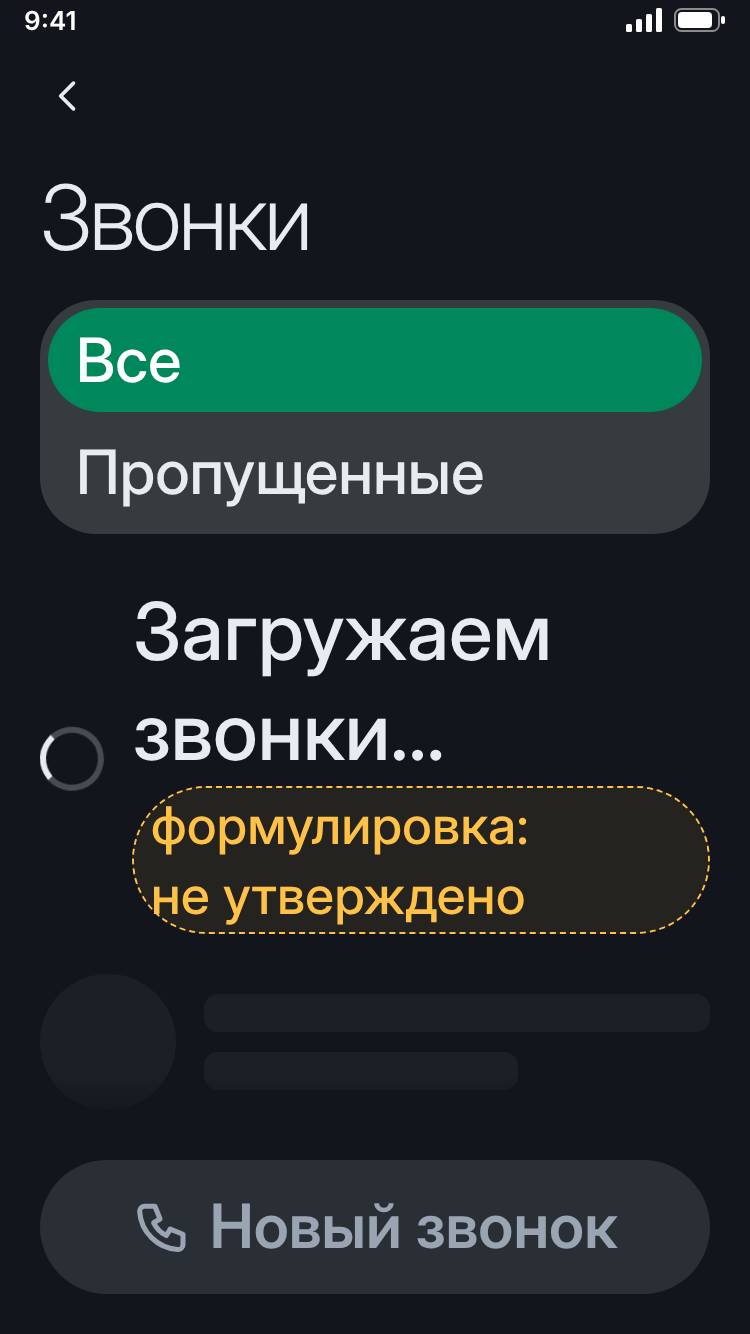 9:41
Звонки
Все
Пропущенные
Загружаем
звонки...
формулировка:
не утверждено
Новый звонок